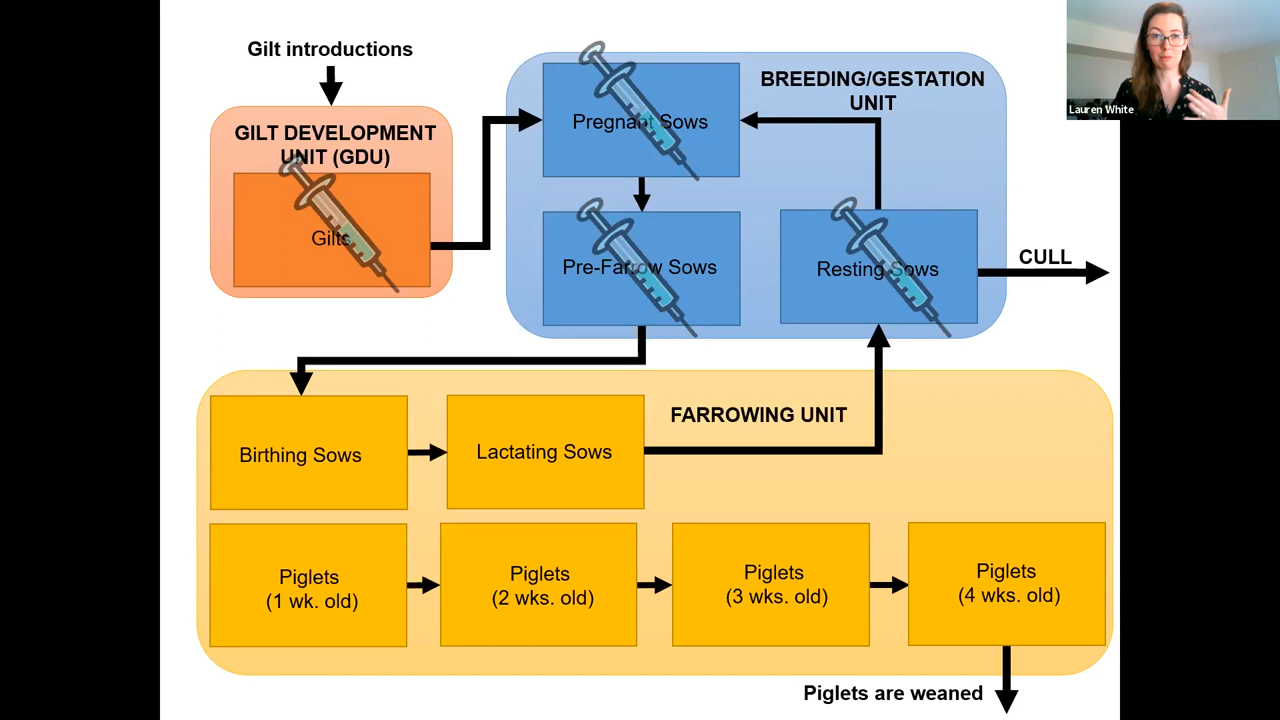 Gilt introductions
Lauren White
GILT DEVELOPMENT
UNIT (GDU)
Gilts
BREEDING/GESTATION
UNIT
Pregnant Sows
Pre-Farrow Sows
Resting Sows
CULL
FARROWING UNIT
Birthing Sows
Lactating Sows
Piglets
(1 wk. old)
Piglets
(2 wks. old)
Piglets
(3 wks. old)
Piglets
(4 wks. old)
Piglets are weaned